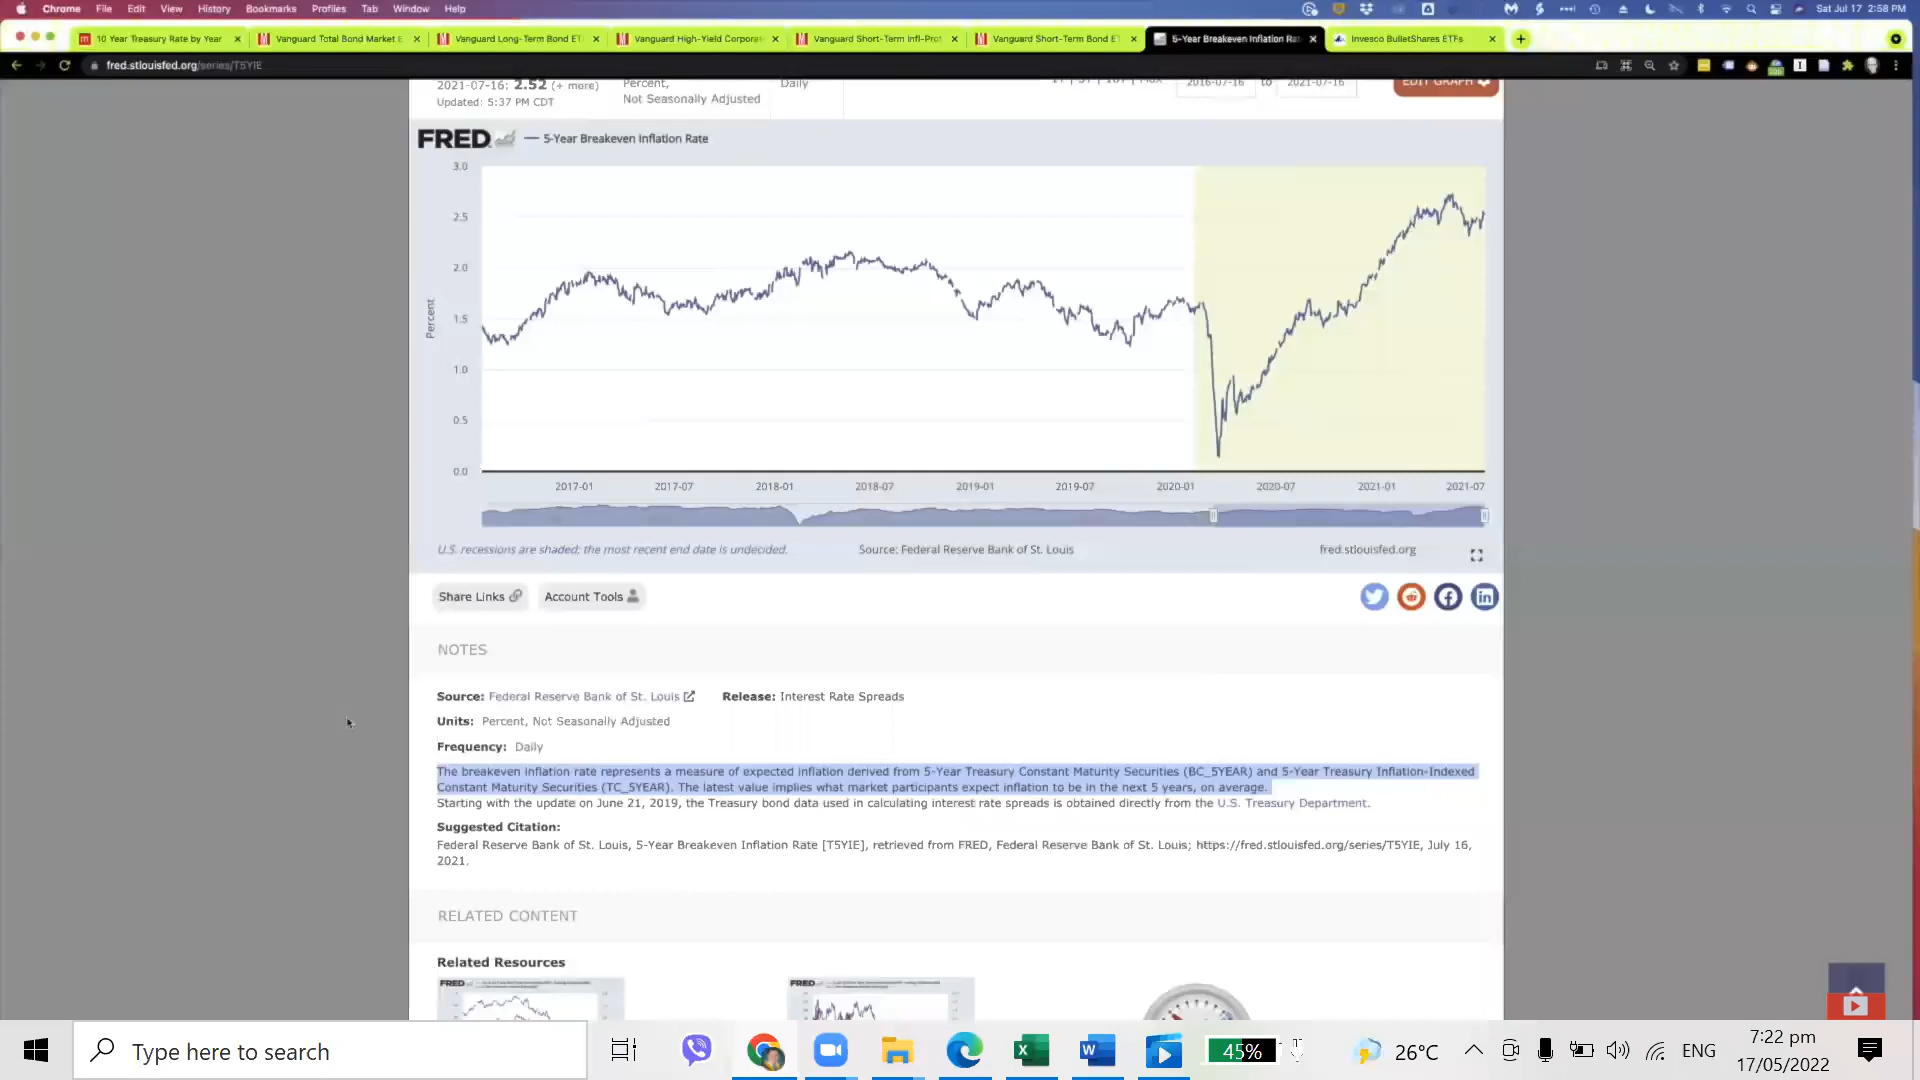 Chrome File Edit View History Bookmarks Profiles Tab Window Help Sat Jul 17 2:58 PM
10 Year Treasury Rate by Year Vanguard Total Bond Market E Vanguard Long-Term Bond ET Vanguard High-Yield Corporat Vanguard Short-Term Infl-Prot Vanguard Short-Term Bond E 5-Year Breakeven Inflation Ra Invesco BulletShares ETFs
fred.stlouisfed.org/series/T5YIE
2021-07-16: 2.52 (+ more) Percent, Daily 2016-07-16 to 2021-07-16 EDIT GRAPH
Updated: 5:37 PM CDT Not Seasonally Adjusted
FRED 5-Year Breakeven Inflation Rate
3.0
2.5
2.0
1.5
1.0
0.5
0.0
Percent
2017-01 2017-07 2018-01 2018-07 2019-01 2019-07 2020-01 2020-07 2021-01 2021-07
U.S. recessions are shaded; the most recent end date is undecided. Source: Federal Reserve Bank of St. Louis fred.stlouisfed.org
Share Links Account Tools
NOTES
Source: Federal Reserve Bank of St. Louis Release: Interest Rate Spreads
Units: Percent, Not Seasonally Adjusted
Frequency: Daily
The breakeven inflation rate represents a measure of expected inflation derived from 5-Year Treasury Constant Maturity Securities (BC_5YEAR) and 5-Year Treasury Inflation-Indexed
Constant Maturity Securities (TC_5YEAR). The latest value implies what market participants expect inflation to be in the next 5 years, on average.
Starting with the update on June 21, 2019, the Treasury bond data used in calculating interest rate spreads is obtained directly from the U.S. Treasury Department.
Suggested Citation:
Federal Reserve Bank of St. Louis, 5-Year Breakeven Inflation Rate [T5YIE], retrieved from FRED, Federal Reserve Bank of St. Louis; https://fred.stlouisfed.org/series/T5YIE, July 16,
2021.
RELATED CONTENT
Related Resources
FRED FRED
Type here to search 45% 26°C ENG 7:22 pm
17/05/2022